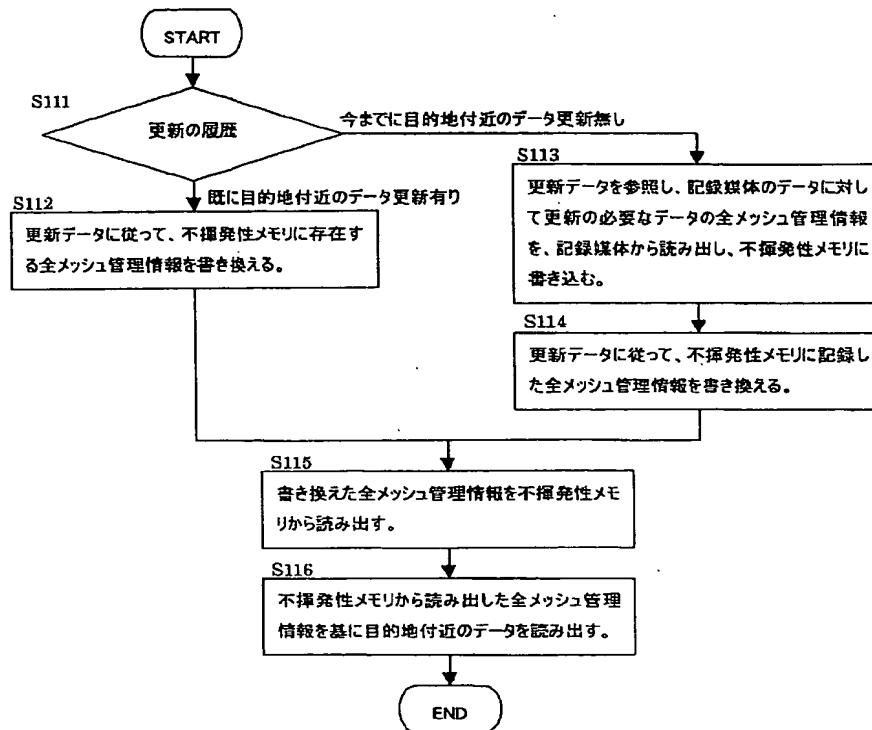 START
S111
更新の履歴
今までに目的地付近のデータ更新無し
既に目的地付近のデータ更新有り
S112
更新データに従って、不揮発性メモリに存在す
る全メッシュ管理情報を書き換える。
S113
更新データを参照し、記録媒体のデータに対し
て更新の必要なデータの全メッシュ管理情報
を、記録媒体から読み出し、不揮発性メモリに
書き込む。
S114
更新データに従って、不揮発性メモリに記録し
た全メッシュ管理情報を書き換える。
S115
書き換えた全メッシュ管理情報を不揮発性メモ
リから読み出す。
S116
不揮発性メモリから読み出した全メッシュ管理
情報を基に目的地付近のデータを読み出す。
END